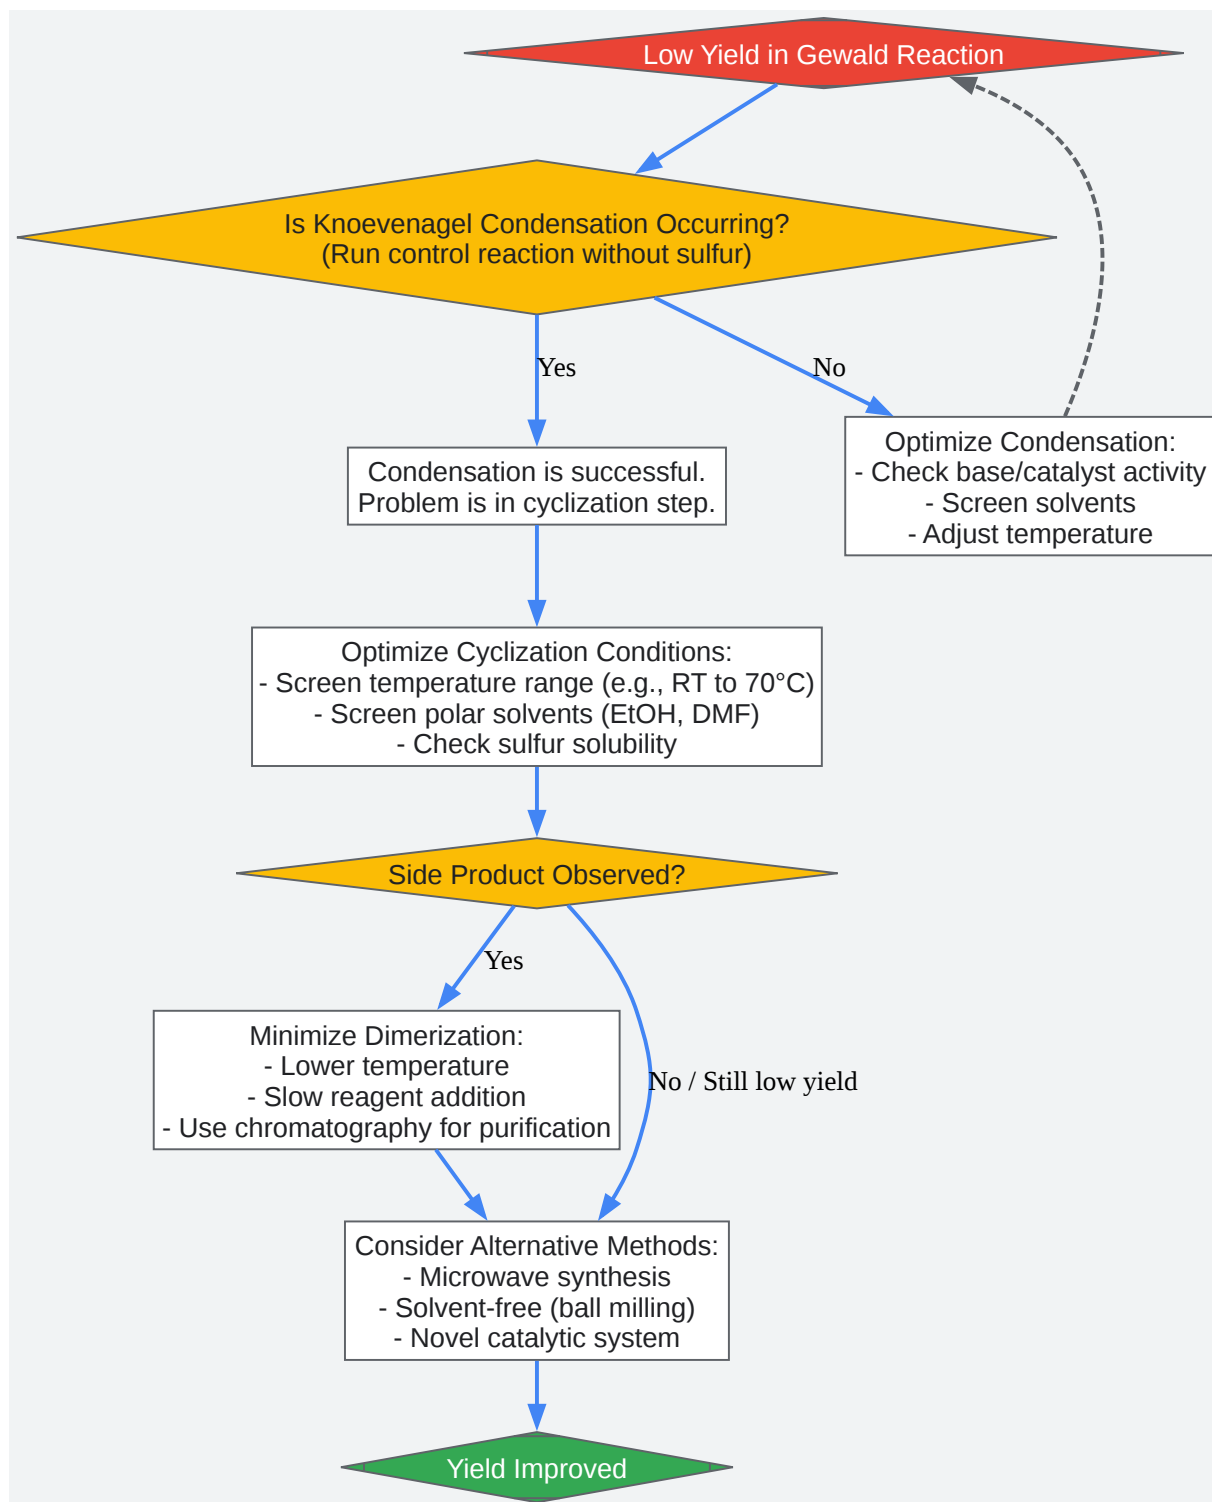 Low Yield in Gewald Reaction
Is Knoevenagel Condensation Occurring?
(Run control reaction without sulfur)
Yes
No
Condensation is successful.
Problem is in cyclization step.
Optimize Condensation:
- Check base/catalyst activity
- Screen solvents
- Adjust temperature
Optimize Cyclization Conditions:
- Screen temperature range (e.g., RT to 70°C)
- Screen polar solvents (EtOH, DMF)
- Check sulfur solubility
Side Product Observed?
Yes
No / Still low yield
Minimize Dimerization:
- Lower temperature
- Slow reagent addition
- Use chromatography for purification
Consider Alternative Methods:
- Microwave synthesis
- Solvent-free (ball milling)
- Novel catalytic system
Yield Improved